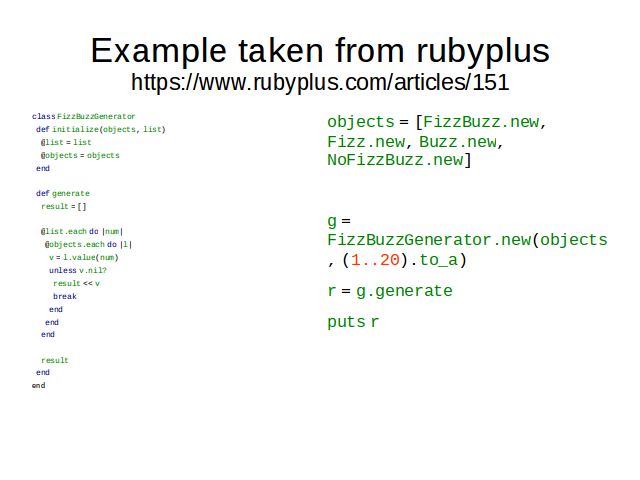 Example taken from rubyplus
https://www.rubyplus.com/articles/151
class FizzBuzzGenerator
def initialize(objects, list)
@list = list
@objects = objects
end
def generate
result = []
@list.each do |num|
@objects.each do |l|
v = l.value(num)
unless v.nil?
result << v
break
end
end
end
result
end
end
objects = [FizzBuzz.new,
Fizz.new, Buzz.new,
NoFizzBuzz.new]
g =
FizzBuzzGenerator.new(objects
, (1..20).to_a)
r = g.generate
puts r